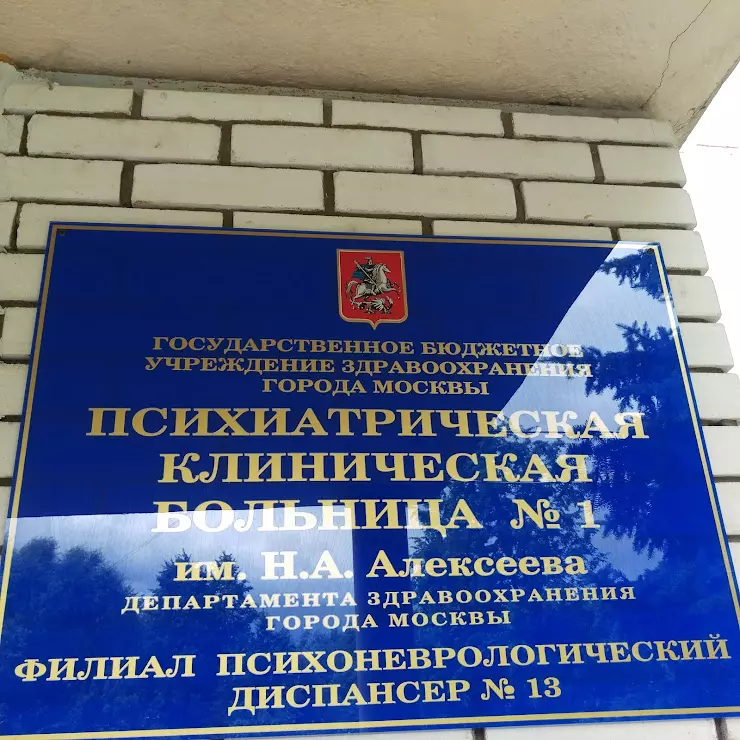 ГОСУДАРСТВЕННОЕ БЮДЖЕТНОЕ
УЧРЕЖДЕНИЕ ЗДРАВООХРАНЕНИЯ
ГОРОДА МОСКВЫ
ПСИХИАТРИЧЕСКАЯ
КЛИНИЧЕСКАЯ
БОЛЬНИЦА № 1
им. Н.А. Алексеева
ДЕПАРТАМЕНТА ЗДРАВООХРАНЕНИЯ
ГОРОДА МОСКВЫ
ФИЛИАЛ ПСИХОНЕВРОЛОГИЧЕСКИЙ
ДИСПАНСЕР № 13